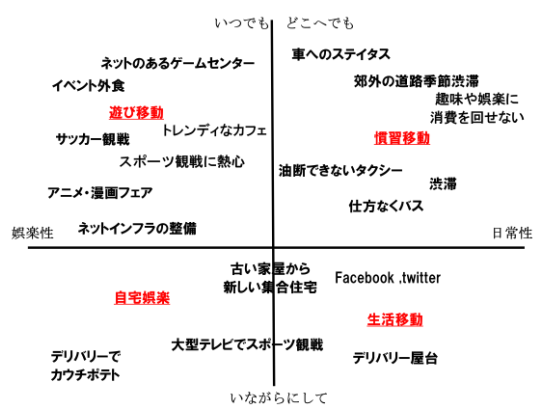 いつでも どこへでも
車へのステイタス
ネットのあるゲームセンター
イベント外食
郊外の道路季節渋滞
趣味や娯楽に
消費を回せない
遊び移動
トレンディなカフェ
慣習移動
サッカー観戦
スポーツ観戦に熱心
油断できないタクシー
渋滞
アニメ・漫画フェア
仕方なくバス
ネットインフラの整備
娯楽性
日常性
古い家屋から
新しい集合住宅
Facebook .twitter
自宅娯楽
生活移動
大型テレビでスポーツ観戦
デリバリーで
カウチポテト
デリバリー屋台
いながらにして